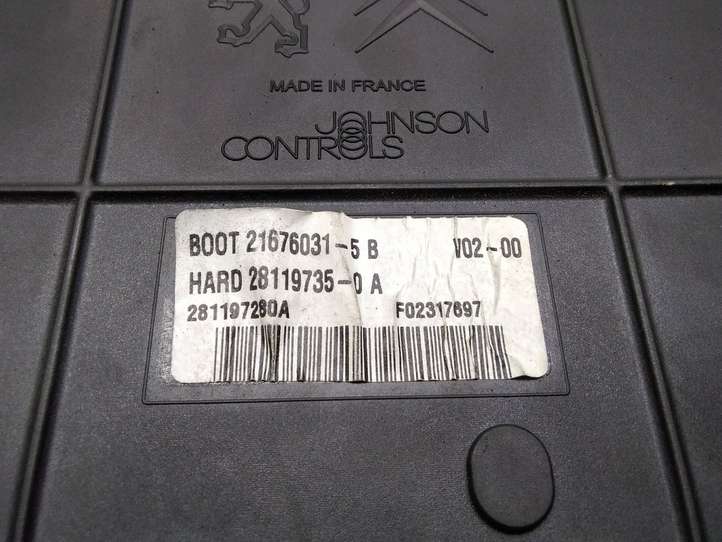 MADE IN FRANCE
JOHNSON
CONTROLS
BOOT 21676031-5 B V02-00
HARD 28119735-0 A
281197280A F02317697